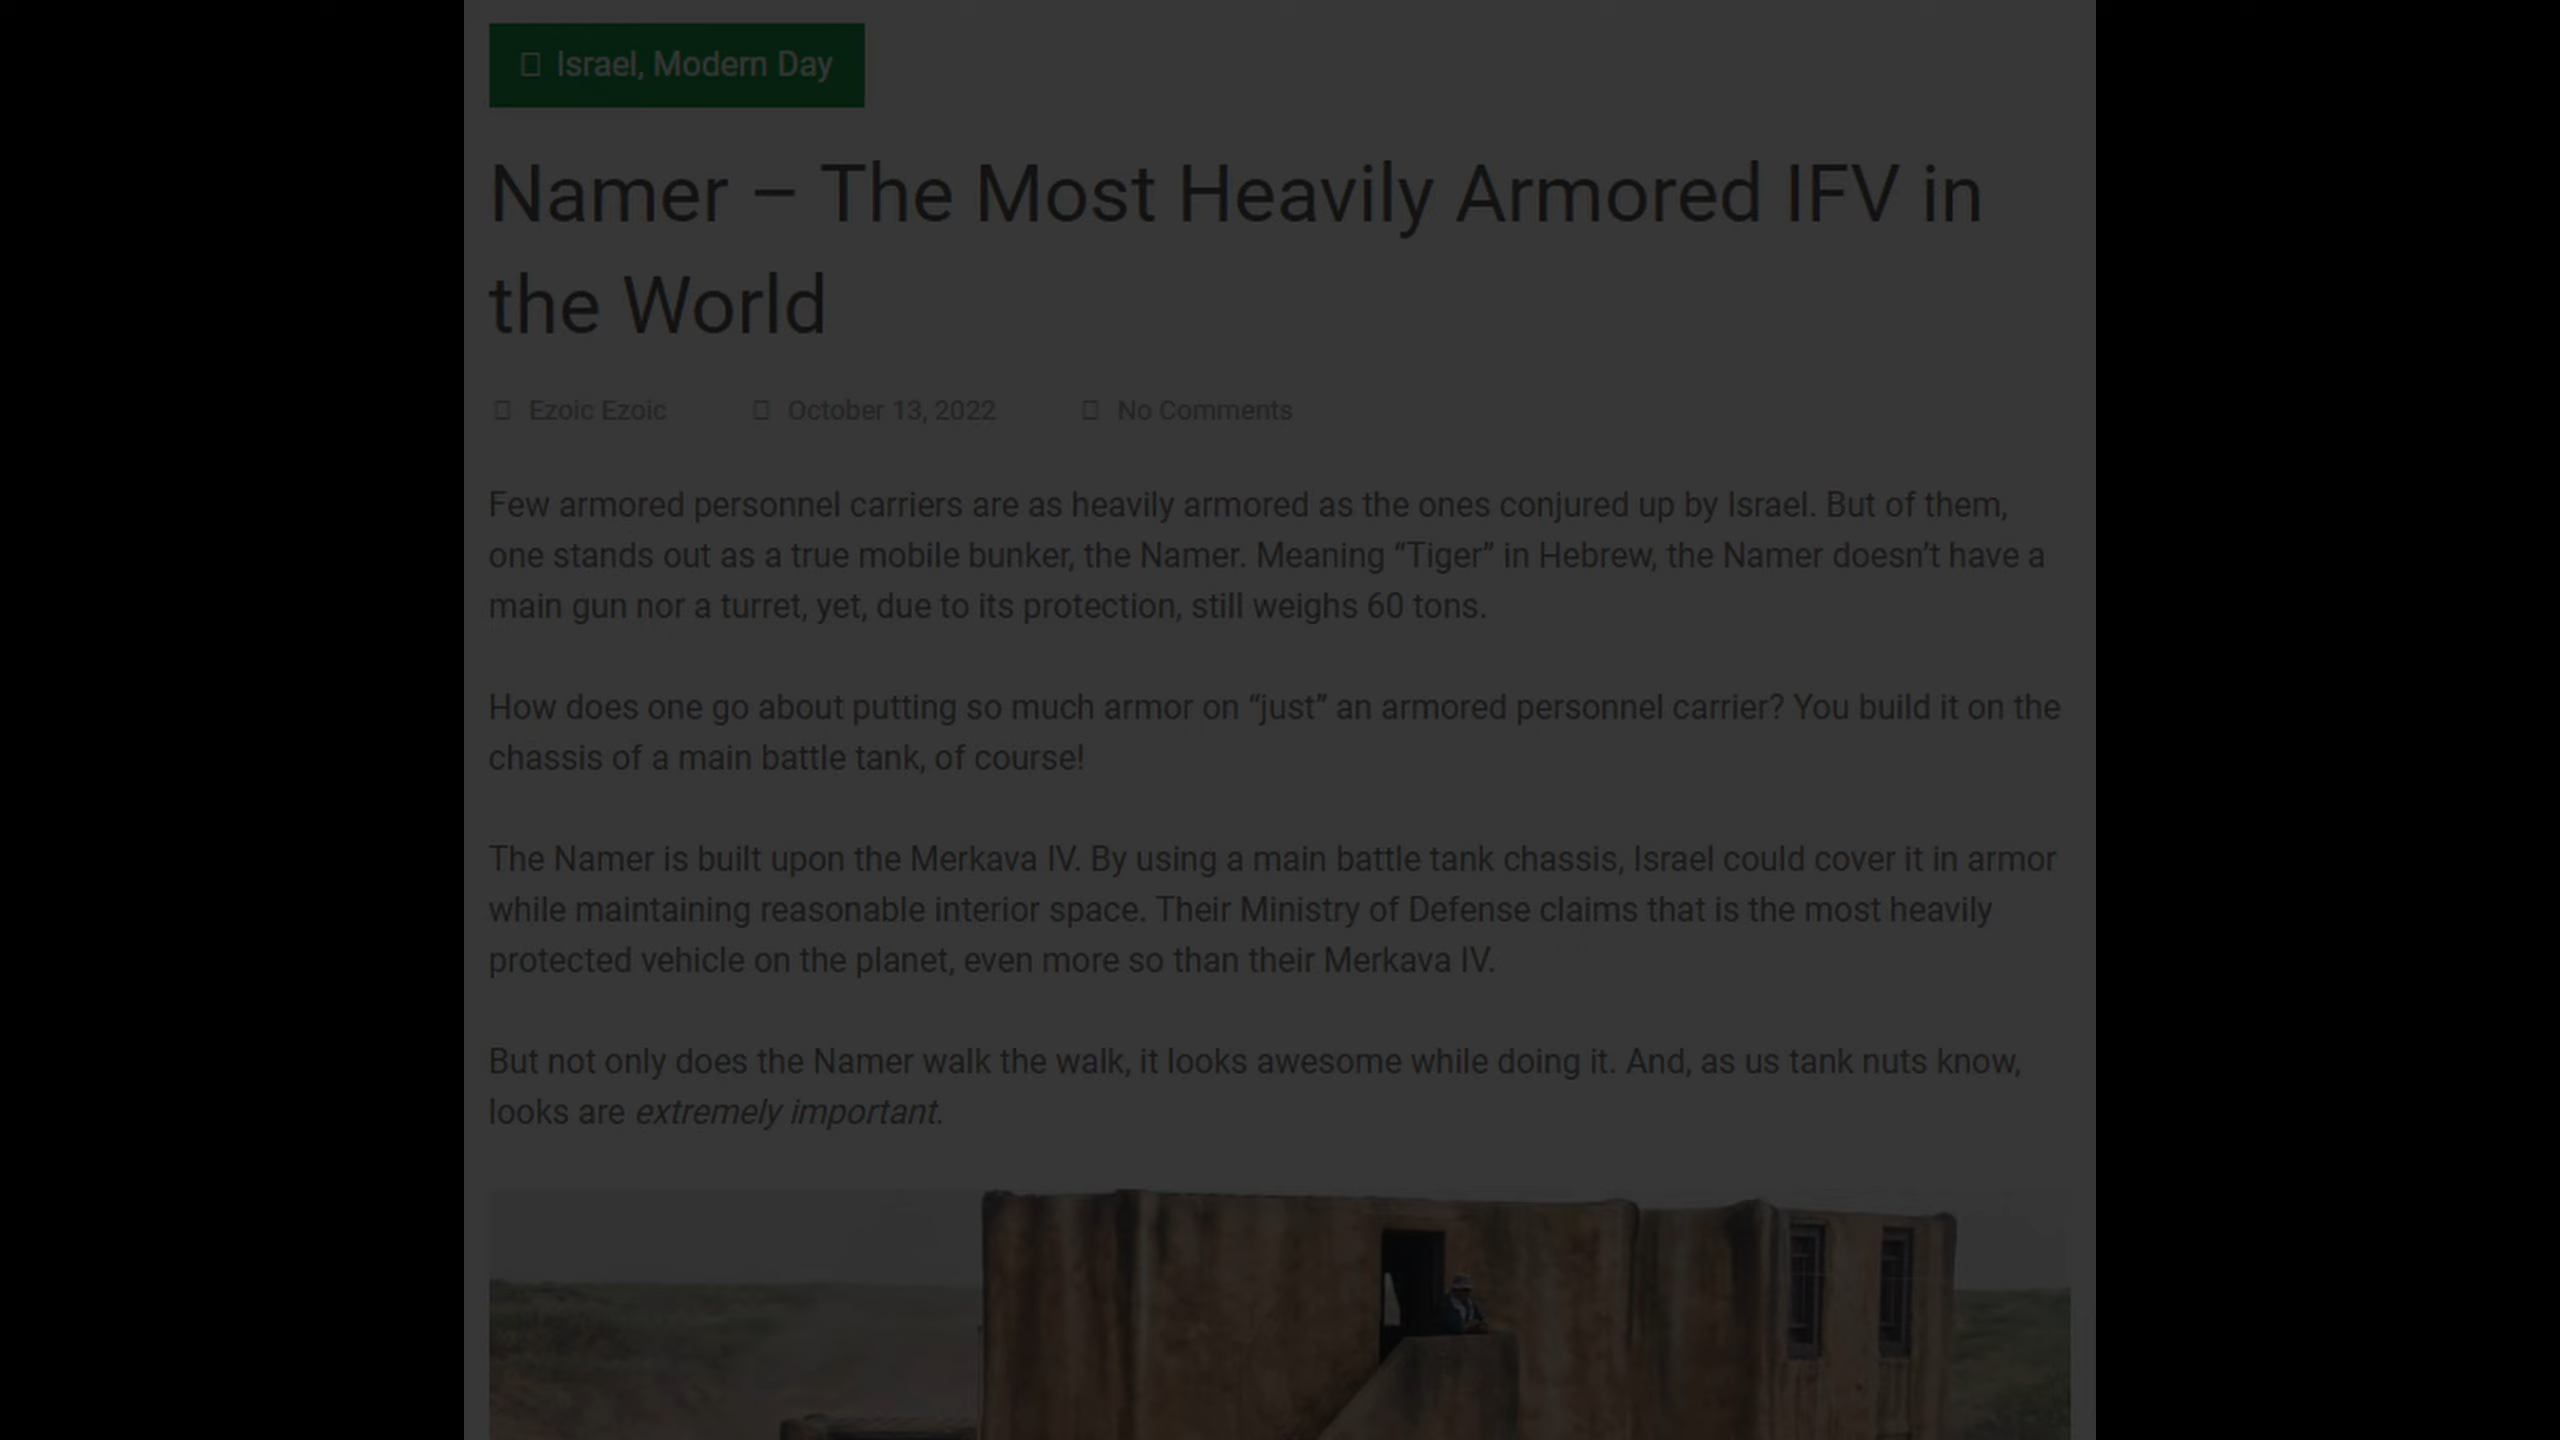 Israel, Modern Day
Namer – The Most Heavily Armored IFV in
the World
Ezoic Ezoic October 13, 2022 No Comments
Few armored personnel carriers are as heavily armored as the ones conjured up by Israel. But of them,
one stands out as a true mobile bunker, the Namer. Meaning “Tiger” in Hebrew, the Namer doesn’t have a
main gun nor a turret, yet, due to its protection, still weighs 60 tons.
How does one go about putting so much armor on “just” an armored personnel carrier? You build it on the
chassis of a main battle tank, of course!
The Namer is built upon the Merkava IV. By using a main battle tank chassis, Israel could cover it in armor
while maintaining reasonable interior space. Their Ministry of Defense claims that is the most heavily
protected vehicle on the planet, even more so than their Merkava IV.
But not only does the Namer walk the walk, it looks awesome while doing it. And, as us tank nuts know,
looks are extremely important.